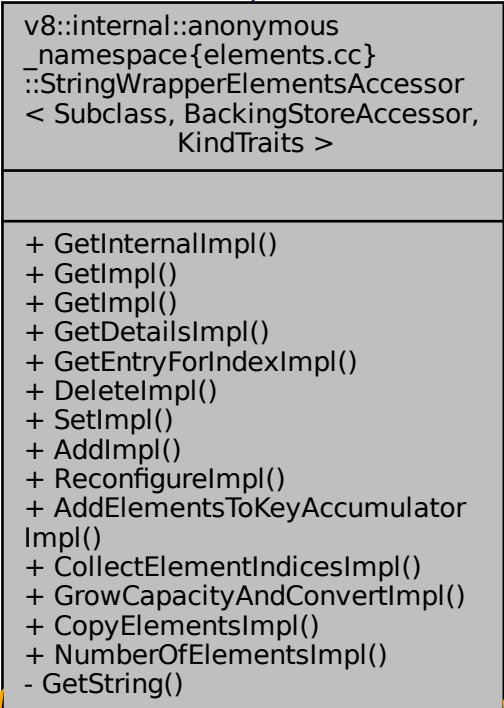 v8::internal::anonymous
_namespace{elements.cc}
::StringWrapperElementsAccessor
< Subclass, BackingStoreAccessor,
KindTraits >
+ GetInternalImpl()
+ GetImpl()
+ GetImpl()
+ GetDetailsImpl()
+ GetEntryForIndexImpl()
+ DeleteImpl()
+ SetImpl()
+ AddImpl()
+ ReconfigureImpl()
+ AddElementsToKeyAccumulator
Impl()
+ CollectElementIndicesImpl()
+ GrowCapacityAndConvertImpl()
+ CopyElementsImpl()
+ NumberOfElementsImpl()
- GetString()